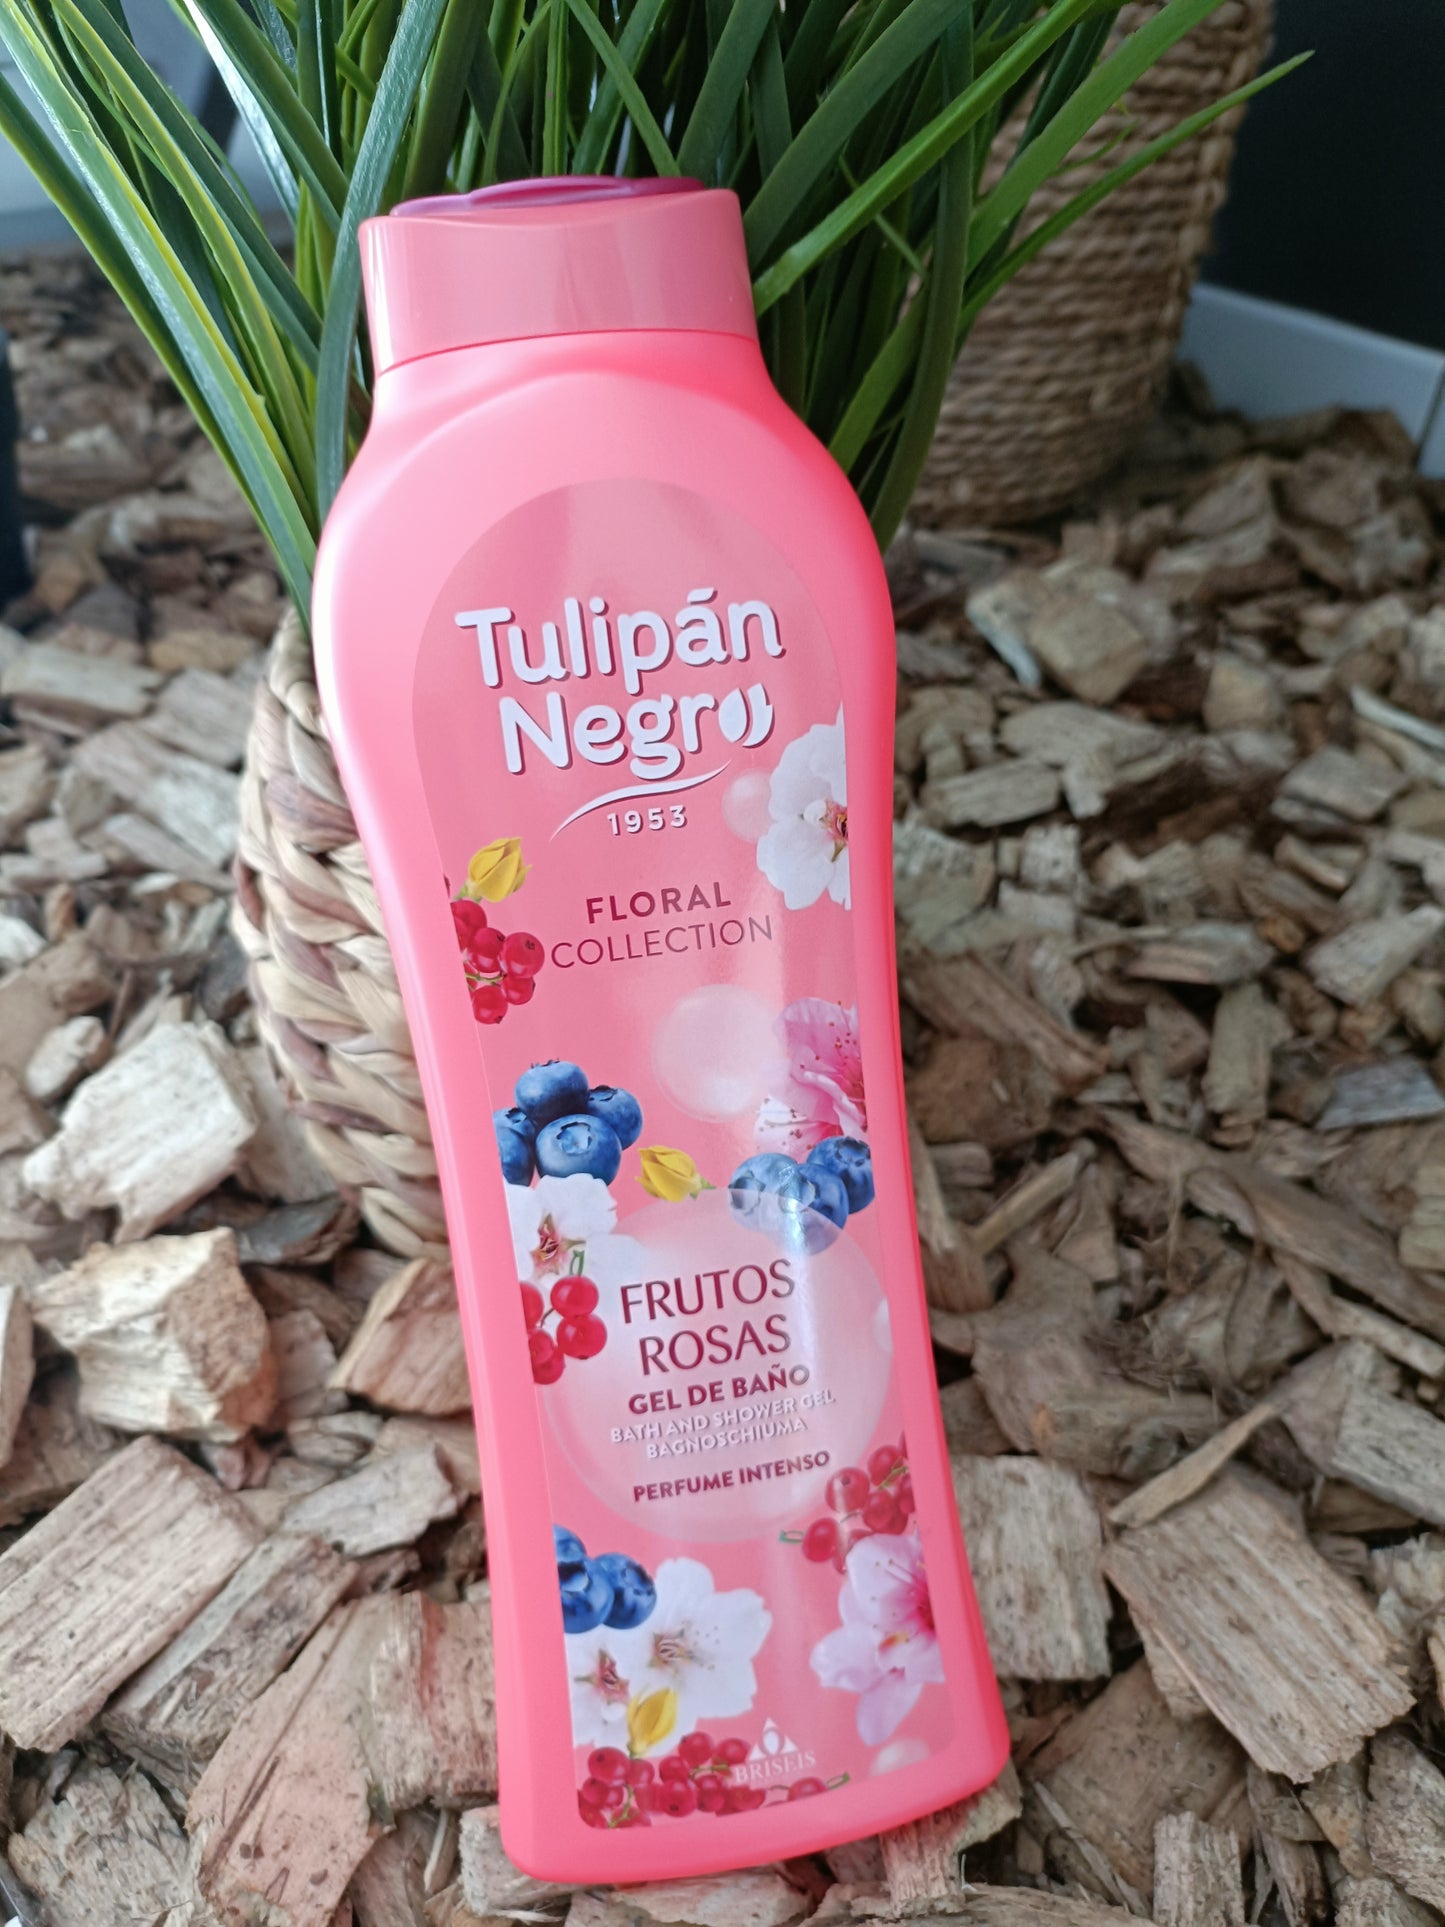 Tulipán
Negro
1953
FLORAL
COLLECTION
FRUTOS
ROSAS
GEL DE BAÑO
BATH AND SHOWER GEL
BAGNOSCHIUMA
PERFUME INTENSO
BRISEIS